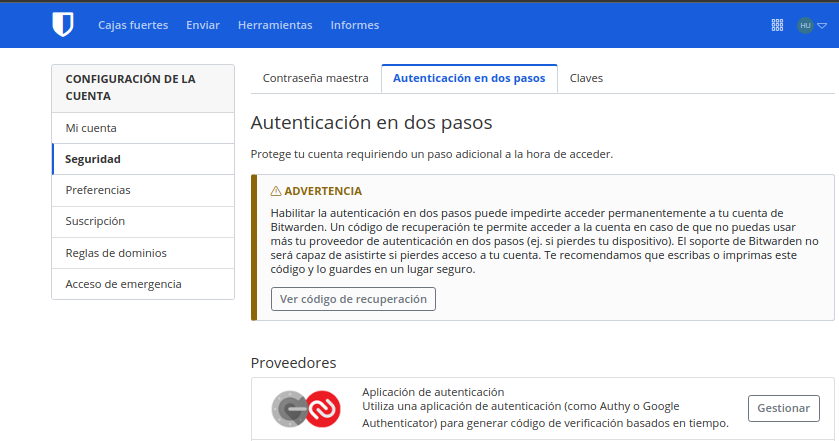 Cajas fuertes Enviar Herramientas Informes
HU
CONFIGURACIÓN DE LA
CUENTA
Mi cuenta
Seguridad
Preferencias
Suscripción
Reglas de dominios
Acceso de emergencia
Contraseña maestra Autenticación en dos pasos Claves
Autenticación en dos pasos
Protege tu cuenta requiriendo un paso adicional a la hora de acceder.
ADVERTENCIA
Habilitar la autenticación en dos pasos puede impedirte acceder permanentemente a tu cuenta de
Bitwarden. Un código de recuperación te permite acceder a la cuenta en caso de que no puedas usar
más tu proveedor de autenticación en dos pasos (ej. si pierdes tu dispositivo). El soporte de Bitwarden no
será capaz de asistirte si pierdes acceso a tu cuenta. Te recomendamos que escribas o imprimas este
código y lo guardes en un lugar seguro.
Ver código de recuperación
Proveedores
Aplicación de autenticación
Utiliza una aplicación de autenticación (como Authy o Google
Authenticator) para generar código de verificación basados en tiempo.
Gestionar